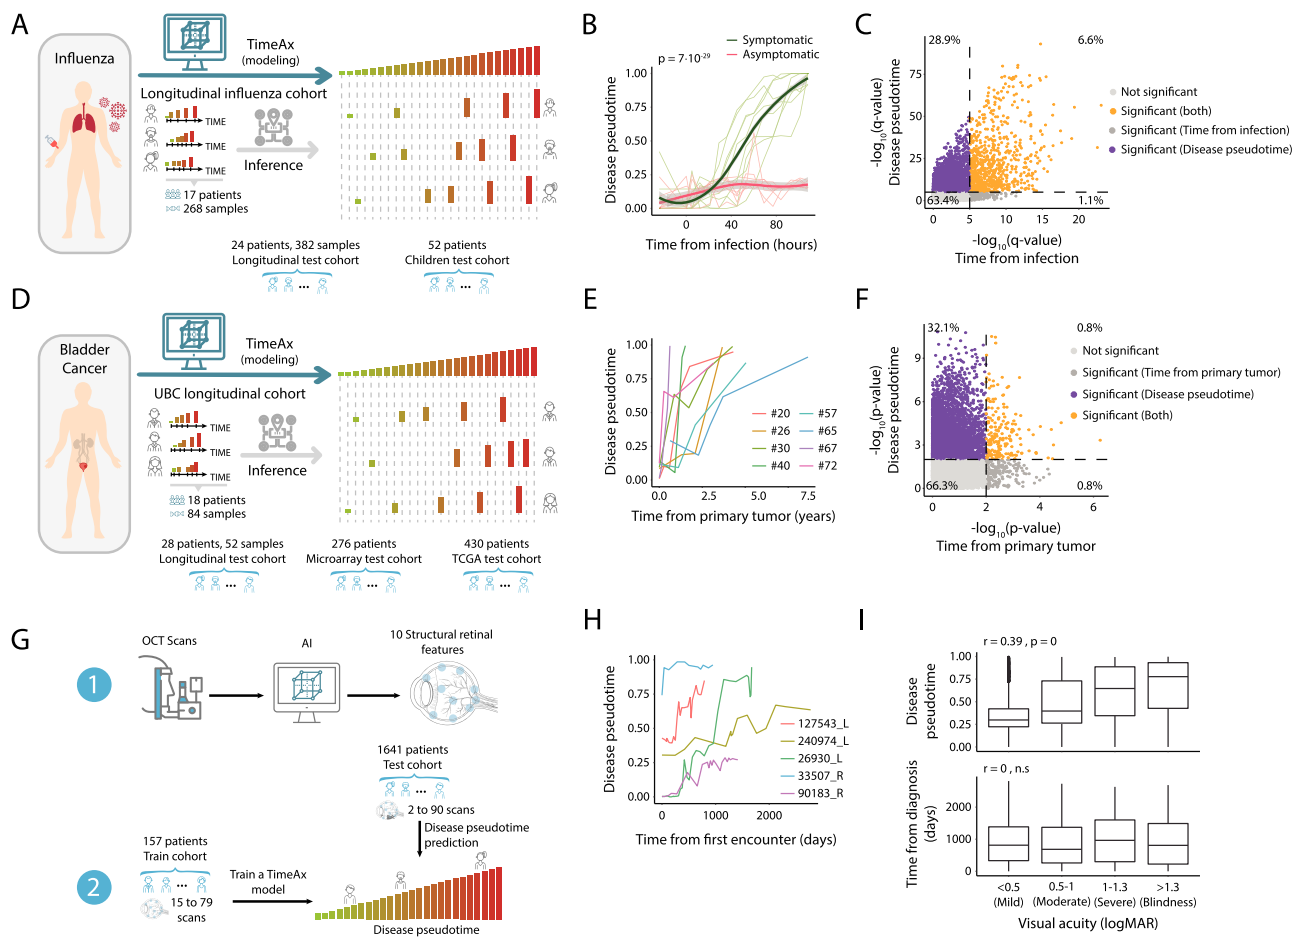 A
Influenza
TimeAx
(modeling)
Longitudinal influenza cohort
TIME
TIME
TIME
Inference
17 patients
268 samples
24 patients, 382 samples
Longitudinal test cohort
...
52 patients
Children test cohort
...
B
Symptomatic
Asymptomatic
p = 7·10-29
Disease pseudotime
1.00
0.75
0.50
0.25
0.00
0
40
80
Time from infection (hours)
C
28.9%
6.6%
-log10(q-value)
Disease pseudotime
75
50
25
0
63.4%
1.1%
0
5
10
15
20
-log10(q-value)
Time from infection
Not significant
Significant (both)
Significant (Time from infection)
Significant (Disease pseudotime)
D
Bladder
Cancer
TimeAx
(modeling)
UBC longitudinal cohort
TIME
TIME
TIME
Inference
18 patients
84 samples
28 patients, 52 samples
Longitudinal test cohort
...
276 patients
Microarray test cohort
...
430 patients
TCGA test cohort
...
E
Disease pseudotime
1.00
0.75
0.50
0.25
0.00
#20
#26
#30
#40
#57
#65
#67
#72
0.0
2.5
5.0
7.5
Time from primary tumor (years)
F
32.1%
0.8%
-log10(p-value)
Disease pseudotime
9
6
3
0
66.3%
0.8%
0
2
4
6
-log10(p-value)
Time from primary tumor
Not significant
Significant (Time from primary tumor)
Significant (Disease pseudotime)
Significant (Both)
G
1
OCT Scans
AI
10 Structural retinal
features
1641 patients
Test cohort
...
2 to 90 scans
Disease pseudotime
prediction
2
157 patients
Train cohort
...
15 to 79
scans
Train a TimeAx
model
Disease pseudotime
H
Disease pseudotime
1.00
0.75
0.50
0.25
0.00
127543_L
240974_L
26930_L
33507_R
90183_R
0
1000
2000
Time from first encounter (days)
I
r = 0.39 , p = 0
Disease
pseudotime
1.00
0.75
0.50
0.25
0.00
r = 0 , n.s
Time from diagnosis
(days)
2000
1000
0
<0.5
(Mild)
0.5-1
(Moderate)
1-1.3
(Severe)
>1.3
(Blindness)
Visual acuity (logMAR)